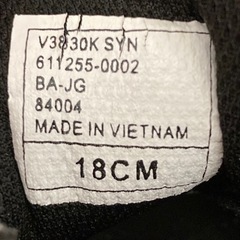 V3830K SYN
611255-0002
BA-JG
84004
MADE IN VIETNAM
18CM